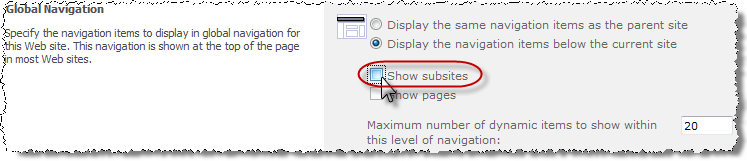 Global Navigation
Specify the navigation items to display in global navigation for
this Web site. This navigation is shown at the top of the page
in most Web sites.
Display the same navigation items as the parent site
Display the navigation items below the current site
Show subsites
Show pages
Maximum number of dynamic items to show within
this level of navigation:
20